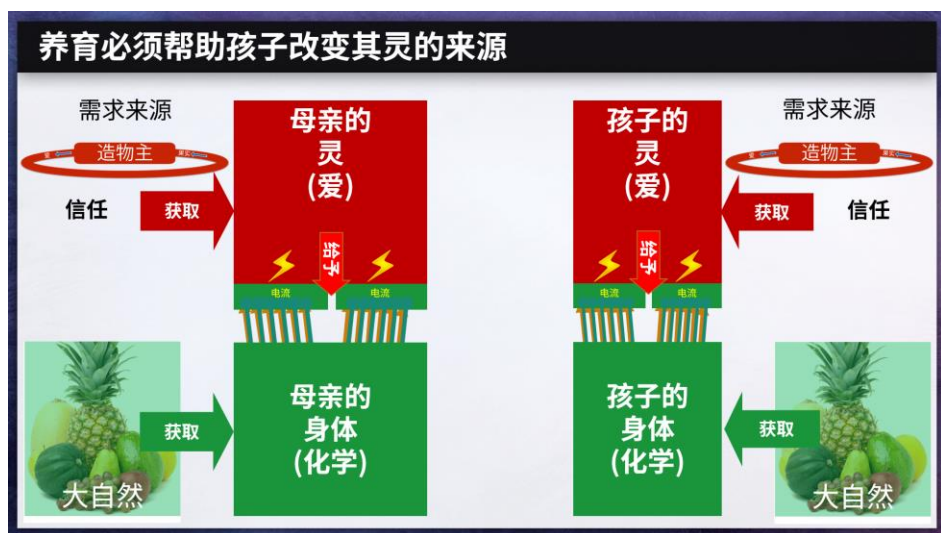 养育必须帮助孩子改变其灵的来源
需求来源
造物主
信任
获取
母亲的
灵
(爱)
给予
电流
电流
母亲的
身体
(化学)
获取
大自然
孩子的
灵
(爱)
给予
电流
电流
孩子的
身体
(化学)
需求来源
造物主
获取
信任
获取
大自然